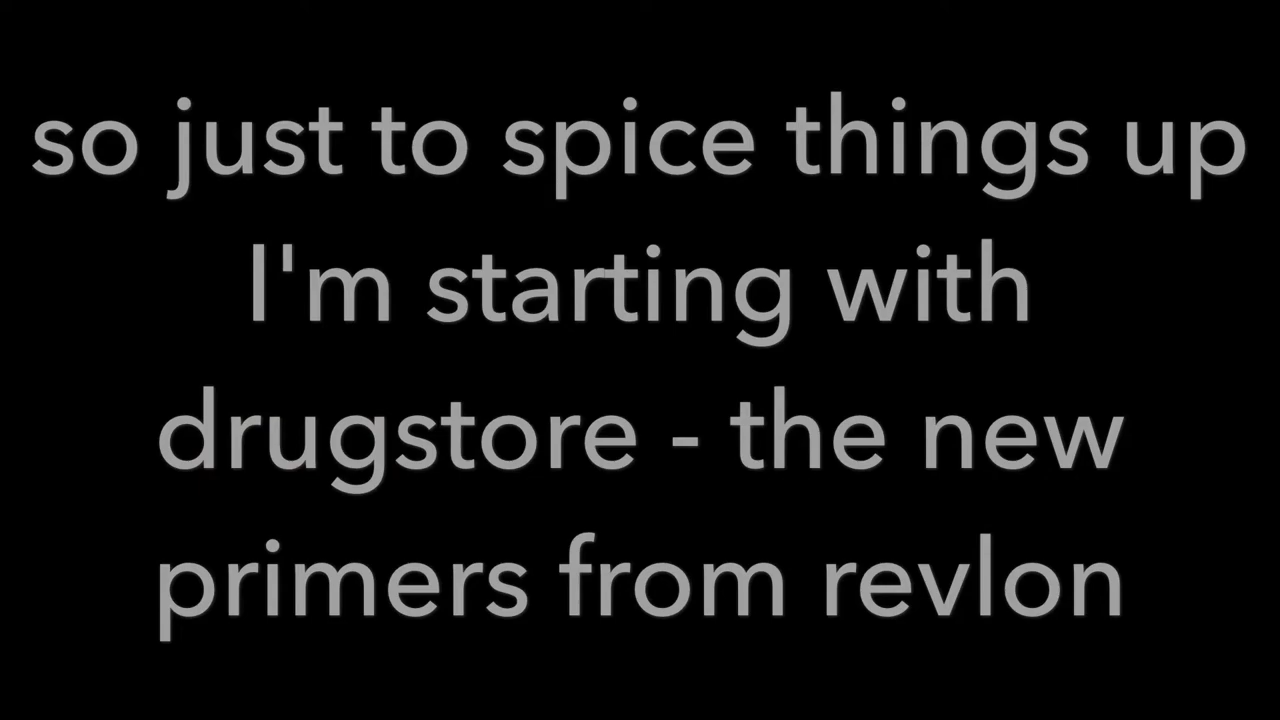 so just to spice things up
I'm starting with
drugstore - the new
primers from revlon